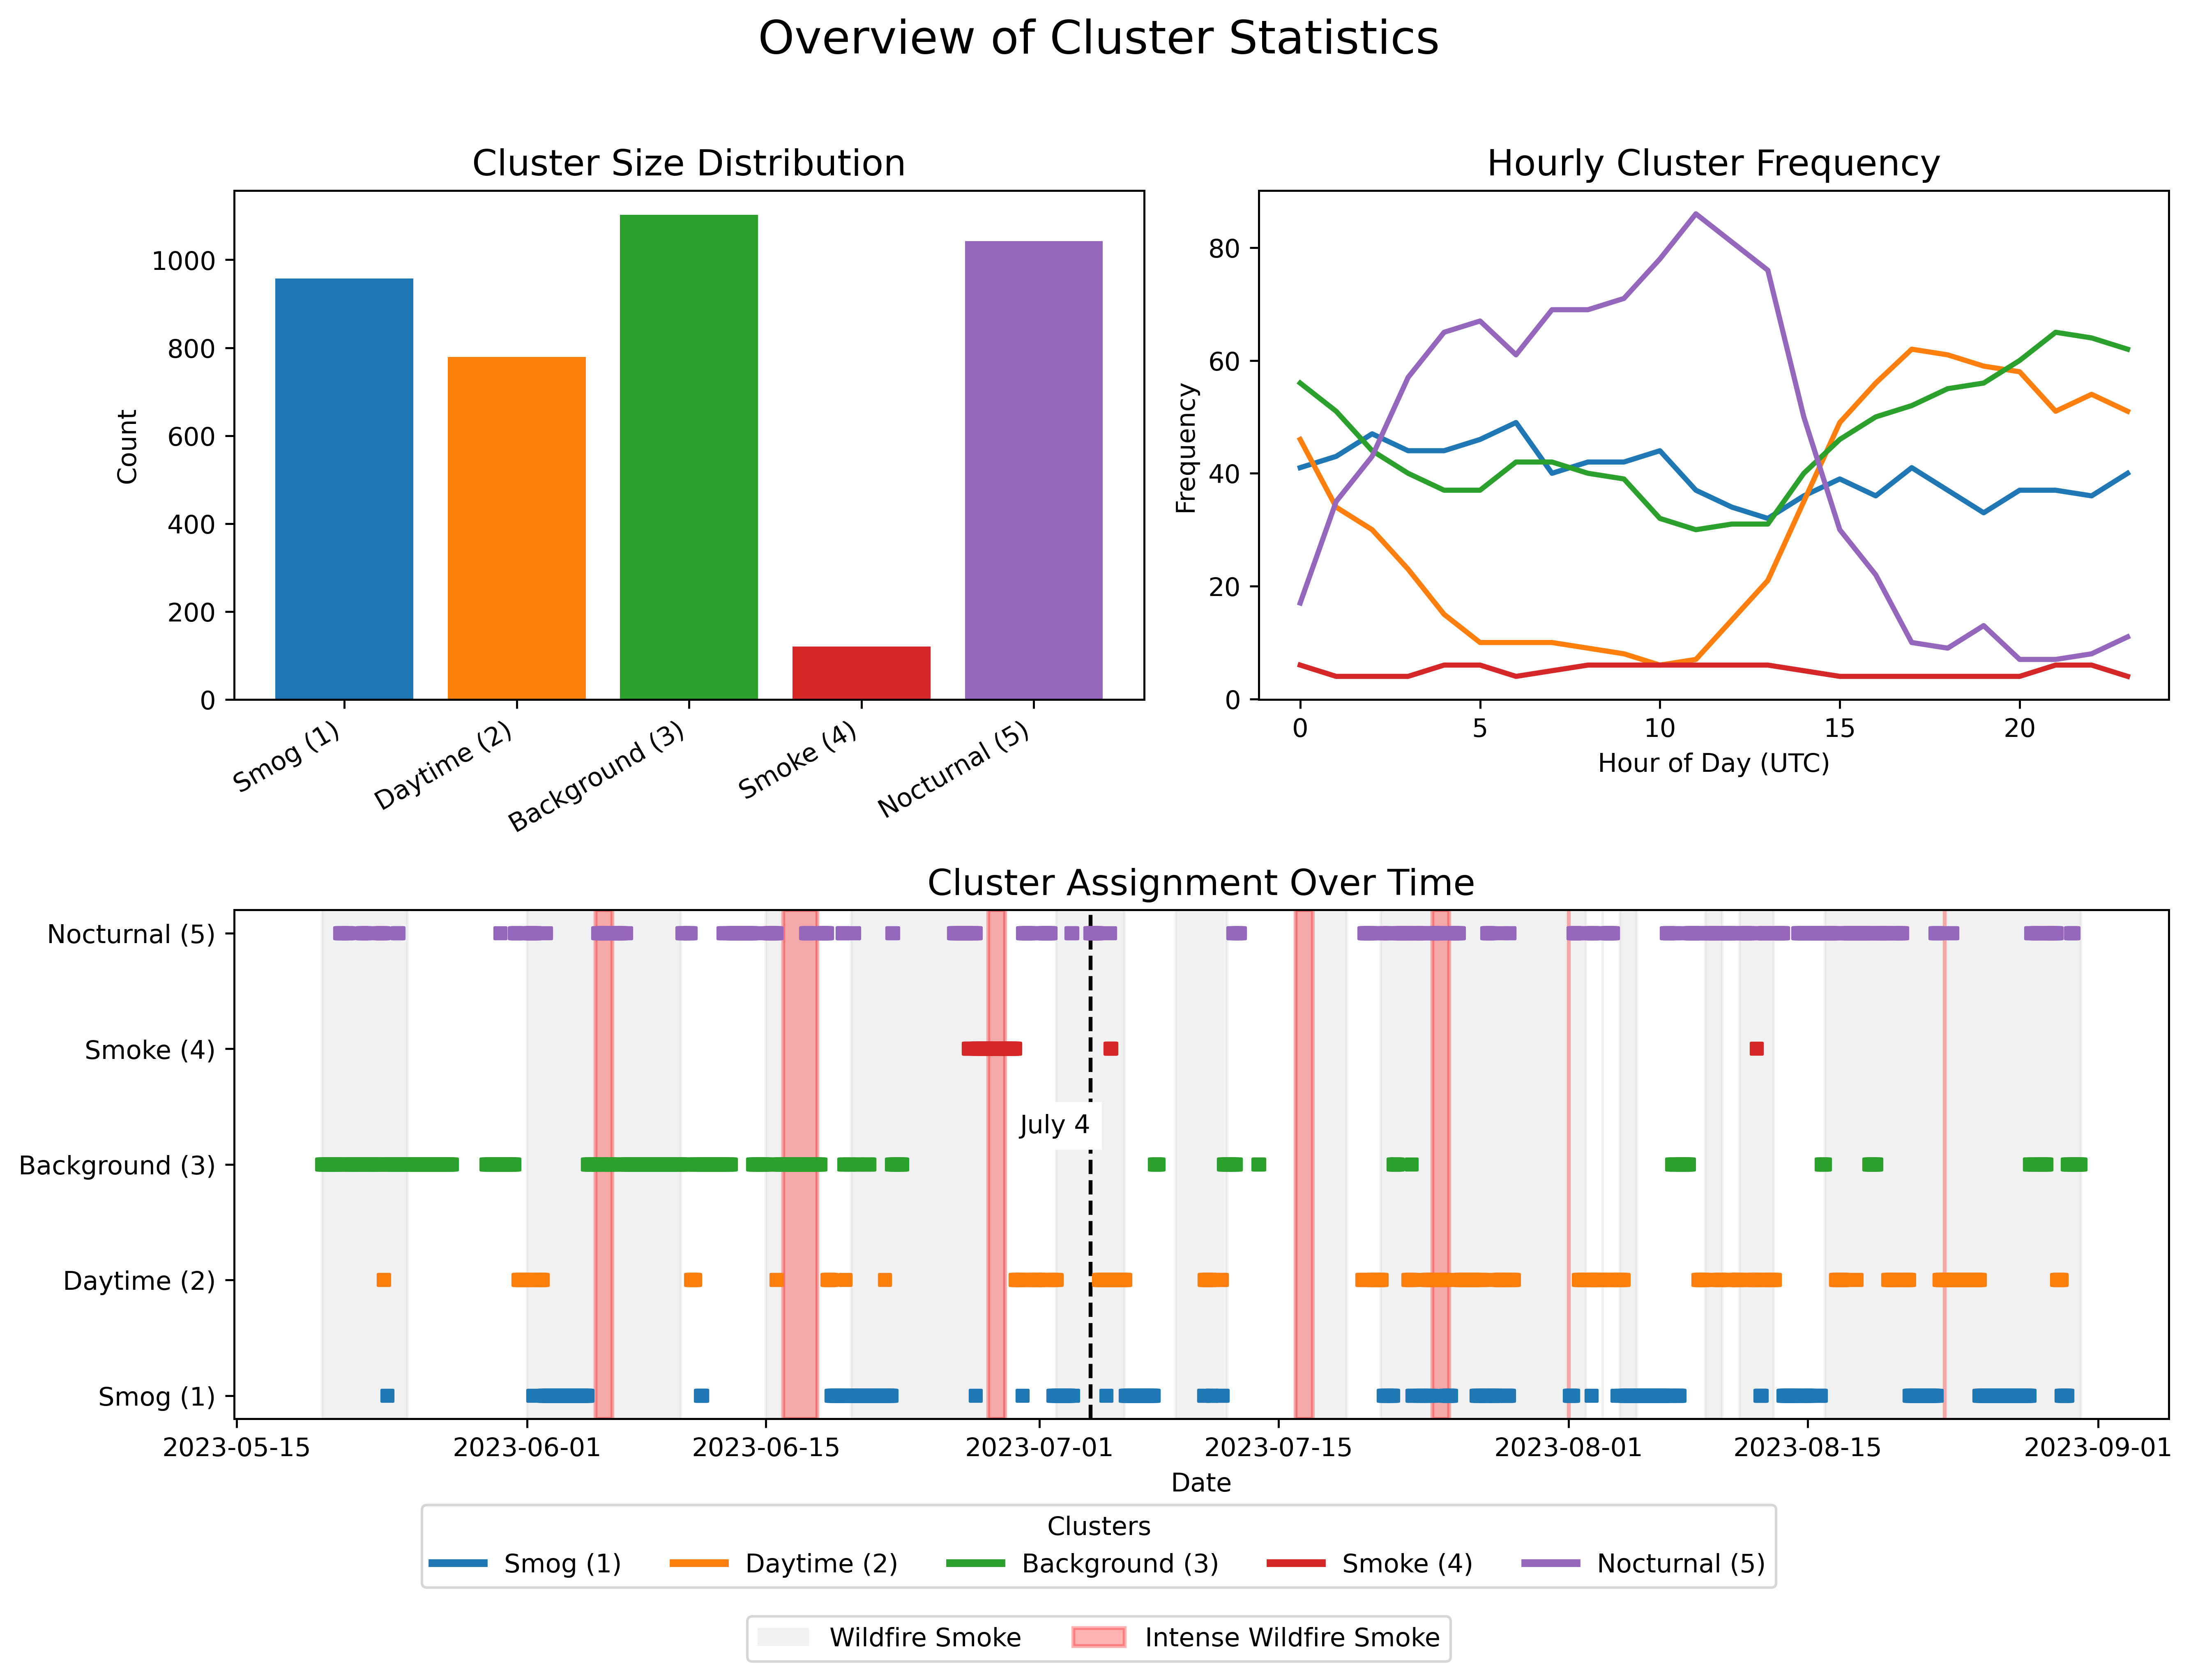 Overview of Cluster Statistics
Cluster Size Distribution
Count
1000
800
600
400
200
0
Smog (1)
Daytime (2)
Background (3)
Smoke (4)
Nocturnal (5)
Hourly Cluster Frequency
Frequency
80
60
40
20
0
0 5 10 15 20
Hour of Day (UTC)
Cluster Assignment Over Time
Nocturnal (5)
Smoke (4)
July 4
Background (3)
Daytime (2)
Smog (1)
2023-05-15 2023-06-01 2023-06-15 2023-07-01 2023-07-15 2023-08-01 2023-08-15 2023-09-01
Date
Clusters
Smog (1) Daytime (2) Background (3) Smoke (4) Nocturnal (5)
Wildfire Smoke Intense Wildfire Smoke